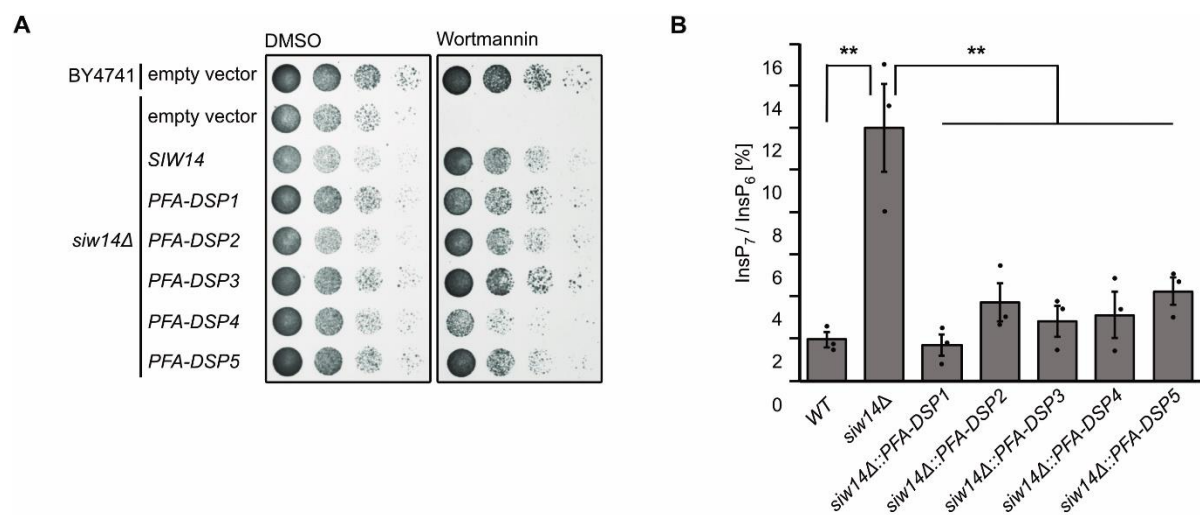 A
DMSO
Wortmannin
BY4741
empty vector
empty vector
SIW14
PFA-DSP1
siw14Δ
PFA-DSP2
PFA-DSP3
PFA-DSP4
PFA-DSP5
B
**
**
InsP7 / InsP6 [%]
16
14
12
10
8
6
4
2
0
WT
siw14Δ
siw14Δ::PFA-DSP1
siw14Δ::PFA-DSP2
siw14Δ::PFA-DSP3
siw14Δ::PFA-DSP4
siw14Δ::PFA-DSP5